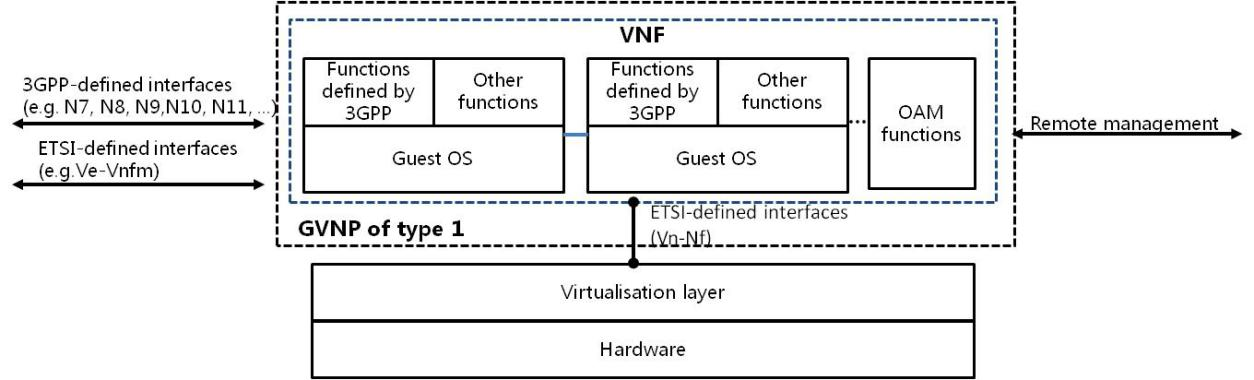 VNF
3GPP-defined interfaces
(e.g. N7, N8, N9,N10, N11, ...)
ETSI-defined interfaces
(e.g.Ve-Vnfm)
Functions
defined by
3GPP
Other
functions
Guest OS
Functions
defined by
3GPP
Other
functions
Guest OS
...
OAM
functions
Remote management
GVNP of type 1
ETSI-defined interfaces
(Vn-Nf)
Virtualisation layer
Hardware